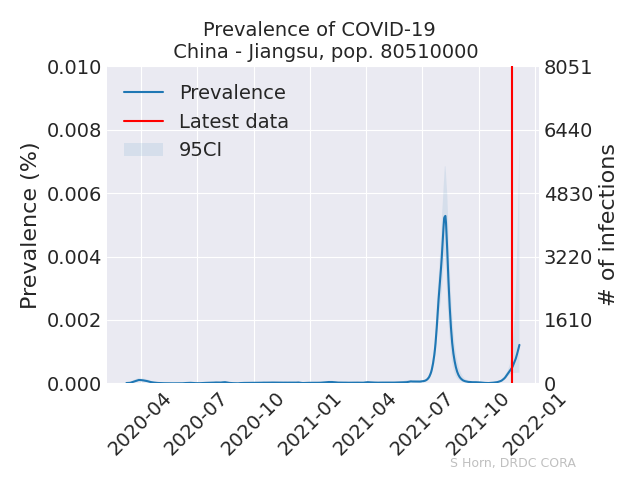 Prevalence of COVID-19
China - Jiangsu, pop. 80510000
Prevalence
Latest data
95CI
Prevalence (%)
0.010
0.008
0.006
0.004
0.002
0.000
8051
6440
4830
3220
1610
0
# of infections
2020-04
2020-07
2020-10
2021-01
2021-04
2021-07
2021-10
2022-01
S Horn, DRDC CORA